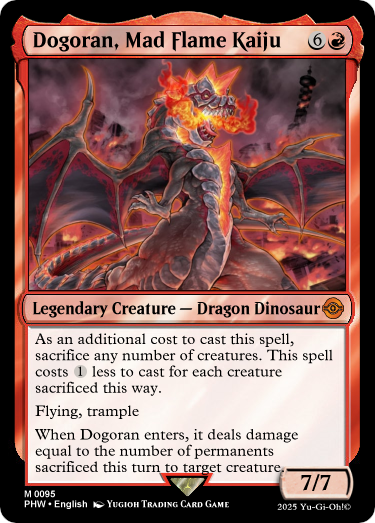 Dogoran, Mad Flame Kaiju 6
Legendary Creature — Dragon Dinosaur
As an additional cost to cast this spell,
sacrifice any number of creatures. This spell
costs 1 less to cast for each creature
sacrificed this way.
Flying, trample
When Dogoran enters, it deals damage
equal to the number of permanents
sacrificed this turn to target creature.
7/7
M 0095
PHW • English Yugioh Trading Card Game
2025 Yu-Gi-Oh!